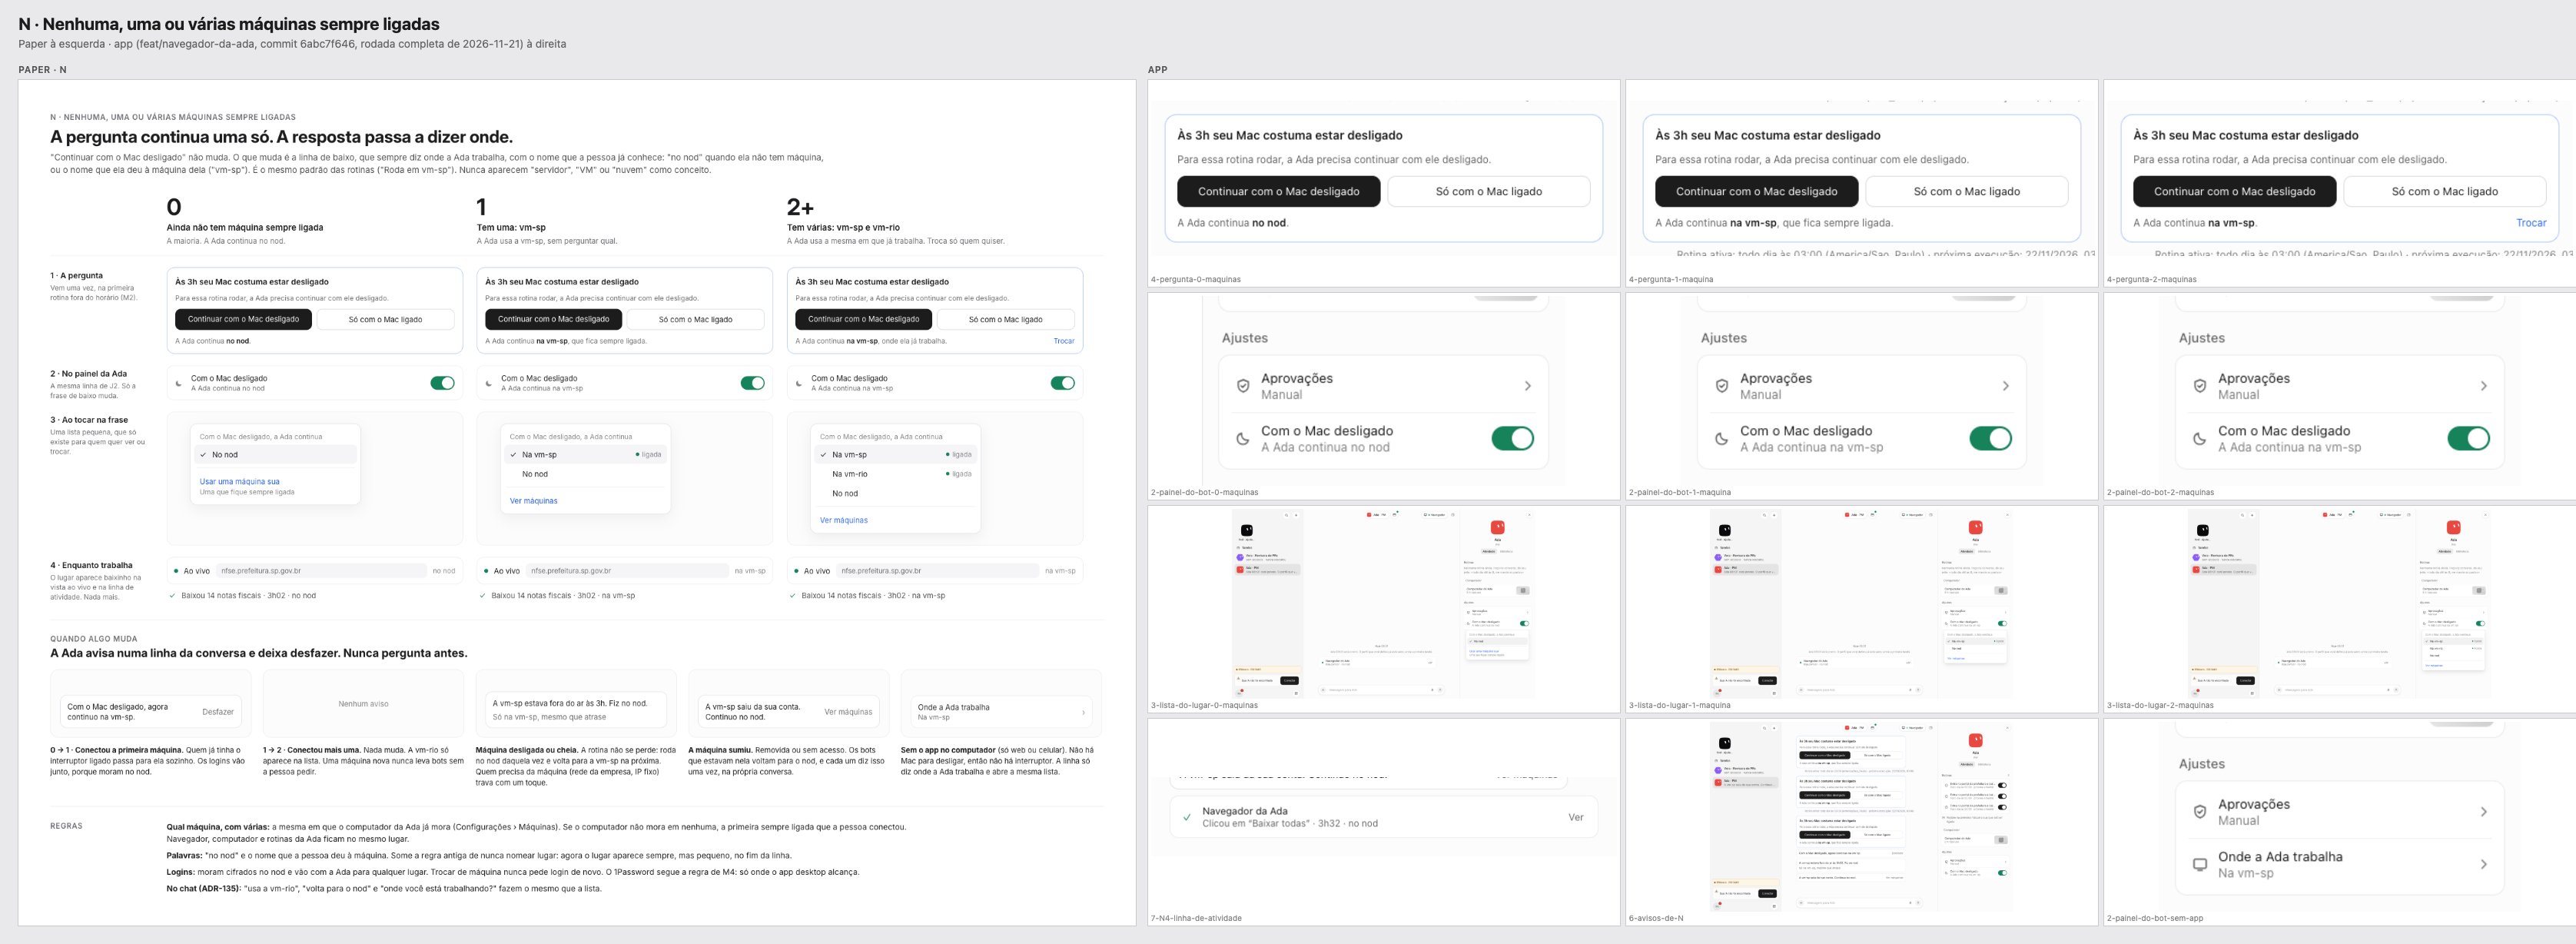 N · Nenhuma, uma ou várias máquinas sempre ligadas
Paper à esquerda · app (feat/navegador-da-ada, commit 6abc7f646, rodada completa de 2026-11-21) à direita
PAPER · N
N · NENHUMA, UMA OU VÁRIAS MÁQUINAS SEMPRE LIGADAS
A pergunta continua uma só. A resposta passa a dizer onde.
"Continuar com o Mac desligado" não muda. O que muda é a linha de baixo, que sempre diz onde a Ada trabalha, com o nome que a pessoa já conhece: "no nod" quando ela não tem máquina,
ou o nome que ela deu à máquina dela ("vm-sp"). É o mesmo padrão das rotinas ("Roda em vm-sp"). Nunca aparecem "servidor", "VM" ou "nuvem" como conceito.
0
Ainda não tem máquina sempre ligada
A maioria. A Ada continua no nod.
1
Tem uma: vm-sp
A Ada usa a vm-sp, sem perguntar qual.
2+
Tem várias: vm-sp e vm-rio
A Ada usa a mesma em que já trabalha. Troca só quem quiser.
1 · A pergunta
Vem uma vez, na primeira
rotina fora do horário (M2).
Às 3h seu Mac costuma estar desligado
Para essa rotina rodar, a Ada precisa continuar com ele desligado.
Continuar com o Mac desligado
Só com o Mac ligado
A Ada continua no nod.
Às 3h seu Mac costuma estar desligado
Para essa rotina rodar, a Ada precisa continuar com ele desligado.
Continuar com o Mac desligado
Só com o Mac ligado
A Ada continua na vm-sp, que fica sempre ligada.
Às 3h seu Mac costuma estar desligado
Para essa rotina rodar, a Ada precisa continuar com ele desligado.
Continuar com o Mac desligado
Só com o Mac ligado
A Ada continua na vm-sp, onde ela já trabalha.
Trocar
2 · No painel da Ada
A mesma linha de J2. Só a
frase de baixo muda.
Com o Mac desligado
A Ada continua no nod
Com o Mac desligado
A Ada continua na vm-sp
Com o Mac desligado
A Ada continua na vm-sp
3 · Ao tocar na frase
Uma lista pequena, que só
existe para quem quer ver ou
trocar.
Com o Mac desligado, a Ada continua
No nod
Usar uma máquina sua
Uma que fique sempre ligada
Com o Mac desligado, a Ada continua
Na vm-sp
ligada
No nod
Ver máquinas
Com o Mac desligado, a Ada continua
Na vm-sp
ligada
Na vm-rio
ligada
No nod
Ver máquinas
4 · Enquanto trabalha
O lugar aparece baixinho na
vista ao vivo e na linha de
atividade. Nada mais.
Ao vivo
nfse.prefeitura.sp.gov.br
no nod
Baixou 14 notas fiscais · 3h02 · no nod
Ao vivo
nfse.prefeitura.sp.gov.br
na vm-sp
Baixou 14 notas fiscais · 3h02 · na vm-sp
Ao vivo
nfse.prefeitura.sp.gov.br
na vm-sp
Baixou 14 notas fiscais · 3h02 · na vm-sp
QUANDO ALGO MUDA
A Ada avisa numa linha da conversa e deixa desfazer. Nunca pergunta antes.
Com o Mac desligado, agora
continuo na vm-sp.
Desfazer
0 → 1 · Conectou a primeira máquina. Quem já tinha o
interruptor ligado passa para ela sozinho. Os logins vão
junto, porque moram no nod.
Nenhum aviso
1 → 2 · Conectou mais uma. Nada muda. A vm-rio só
aparece na lista. Uma máquina nova nunca leva bots sem
a pessoa pedir.
A vm-sp estava fora do ar às 3h. Fiz no nod.
Só na vm-sp, mesmo que atrase
Máquina desligada ou cheia. A rotina não se perde: roda
no nod daquela vez e volta para a vm-sp na próxima.
Quem precisa da máquina (rede da empresa, IP fixo)
trava com um toque.
A vm-sp saiu da sua conta.
Continuo no nod.
Ver máquinas
A máquina sumiu. Removida ou sem acesso. Os bots
que estavam nela voltam para o nod, e cada um diz isso
uma vez, na própria conversa.
Onde a Ada trabalha
Na vm-sp
Sem o app no computador (só web ou celular). Não há
Mac para desligar, então não há interruptor. A linha só
diz onde a Ada trabalha e abre a mesma lista.
REGRAS
Qual máquina, com várias: a mesma em que o computador da Ada já mora (Configurações › Máquinas). Se o computador não mora em nenhuma, a primeira sempre ligada que a pessoa conectou.
Navegador, computador e rotinas da Ada ficam no mesmo lugar.
Palavras: "no nod" e o nome que a pessoa deu à máquina. Some a regra antiga de nunca nomear lugar: agora o lugar aparece sempre, mas pequeno, no fim da linha.
Logins: moram cifrados no nod e vão com a Ada para qualquer lugar. Trocar de máquina nunca pede login de novo. O 1Password segue a regra de M4: só onde o app desktop alcança.
No chat (ADR-135): "usa a vm-rio", "volta para o nod" e "onde você está trabalhando?" fazem o mesmo que a lista.
APP
Às 3h seu Mac costuma estar desligado
Para essa rotina rodar, a Ada precisa continuar com ele desligado.
Continuar com o Mac desligado
Só com o Mac ligado
A Ada continua no nod.
4-pergunta-0-maquinas
Às 3h seu Mac costuma estar desligado
Para essa rotina rodar, a Ada precisa continuar com ele desligado.
Continuar com o Mac desligado
Só com o Mac ligado
A Ada continua na vm-sp, que fica sempre ligada.
Rotina ativa: todo dia às 03:00 (America/Sao_Paulo) · próxima execução: 22/11/2026, 03
4-pergunta-1-maquina
Às 3h seu Mac costuma estar desligado
Para essa rotina rodar, a Ada precisa continuar com ele desligado.
Continuar com o Mac desligado
Só com o Mac ligado
A Ada continua na vm-sp.
Trocar
Rotina ativa: todo dia às 03:00 (America/Sao_Paulo) · próxima execução: 22/11/2026, 03
4-pergunta-2-maquinas
Ajustes
Aprovações
Manual
Com o Mac desligado
A Ada continua no nod
2-painel-do-bot-0-maquinas
Ajustes
Aprovações
Manual
Com o Mac desligado
A Ada continua na vm-sp
2-painel-do-bot-1-maquina
Ajustes
Aprovações
Manual
Com o Mac desligado
A Ada continua na vm-sp
2-painel-do-bot-2-maquinas
3-lista-do-lugar-0-maquinas
3-lista-do-lugar-1-maquina
3-lista-do-lugar-2-maquinas
A vm-sp saiu da sua conta. Continuo no nod.
Ver máquinas
Navegador da Ada
Clicou em "Baixar todas" · 3h32 · no nod
Ver
7-N4-linha-de-atividade
6-avisos-de-N
Ajustes
Aprovações
Manual
Onde a Ada trabalha
Na vm-sp
2-painel-do-bot-sem-app